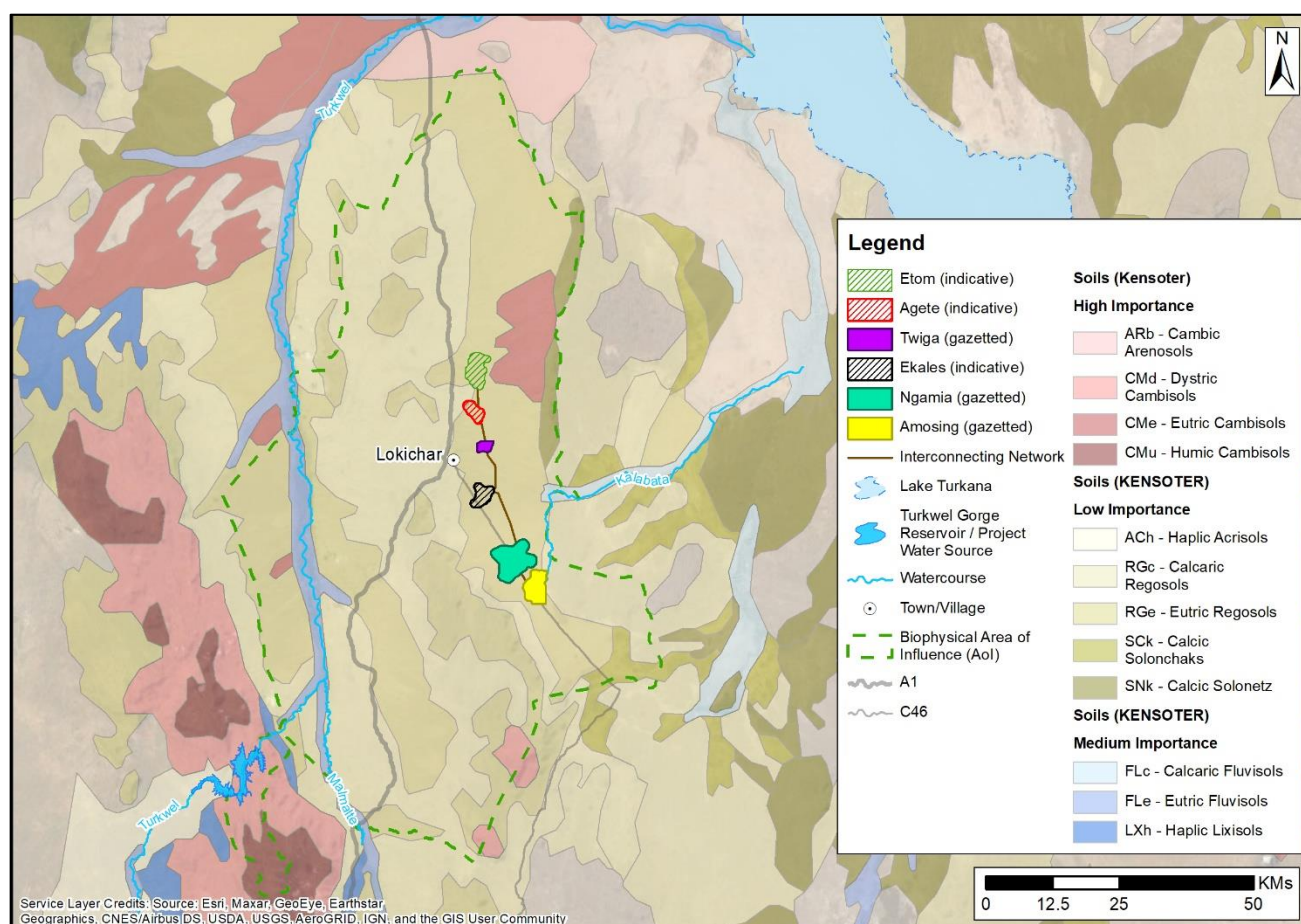 N
Turkwel
Lokichar
Kalabata
Turkwel
Malmalte
Legend
Etom (indicative)
Agete (indicative)
Twiga (gazetted)
Ekales (indicative)
Ngamia (gazetted)
Amosing (gazetted)
Interconnecting Network
Lake Turkana
Turkwel Gorge
Reservoir / Project
Water Source
Watercourse
Town/Village
Biophysical Area of
Influence (AoI)
A1
C46
Soils (Kensoter)
High Importance
ARb - Cambic
Arenosols
CMd - Dystric
Cambisols
CMe - Eutric Cambisols
CMu - Humic Cambisols
Soils (KENSOTER)
Low Importance
ACh - Haplic Acrisols
RGc - Calcaric
Regosols
RGe - Eutric Regosols
SCk - Calcic
Solonchaks
SNk - Calcic Solonetz
Soils (KENSOTER)
Medium Importance
FLc - Calcaric Fluvisols
FLe - Eutric Fluvisols
LXh - Haplic Lixisols
KMs
0 12.5 25 50
Service Layer Credits: Source: Esri, Maxar, GeoEye, Earthstar
Geographics, CNES/Airbus DS, USDA, USGS, AeroGRID, IGN, and the GIS User Community